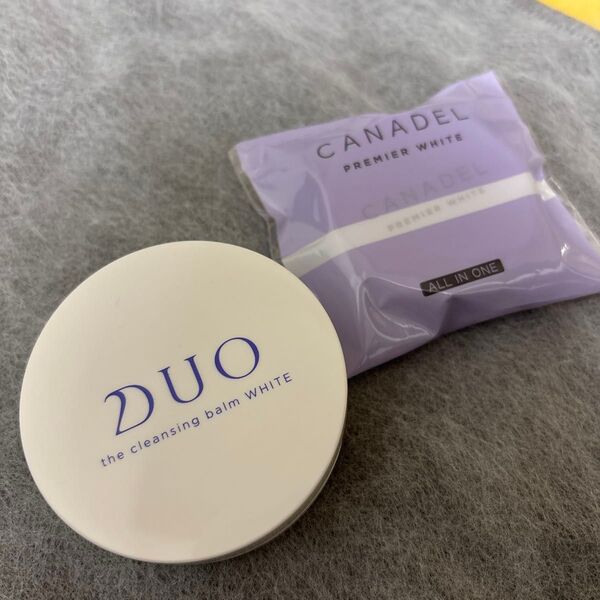 CANADEL
PREMIER WHITE
CANADEL
PREMIER WHITE
ALL IN ONE
DUO
the cleansing balm WHITE